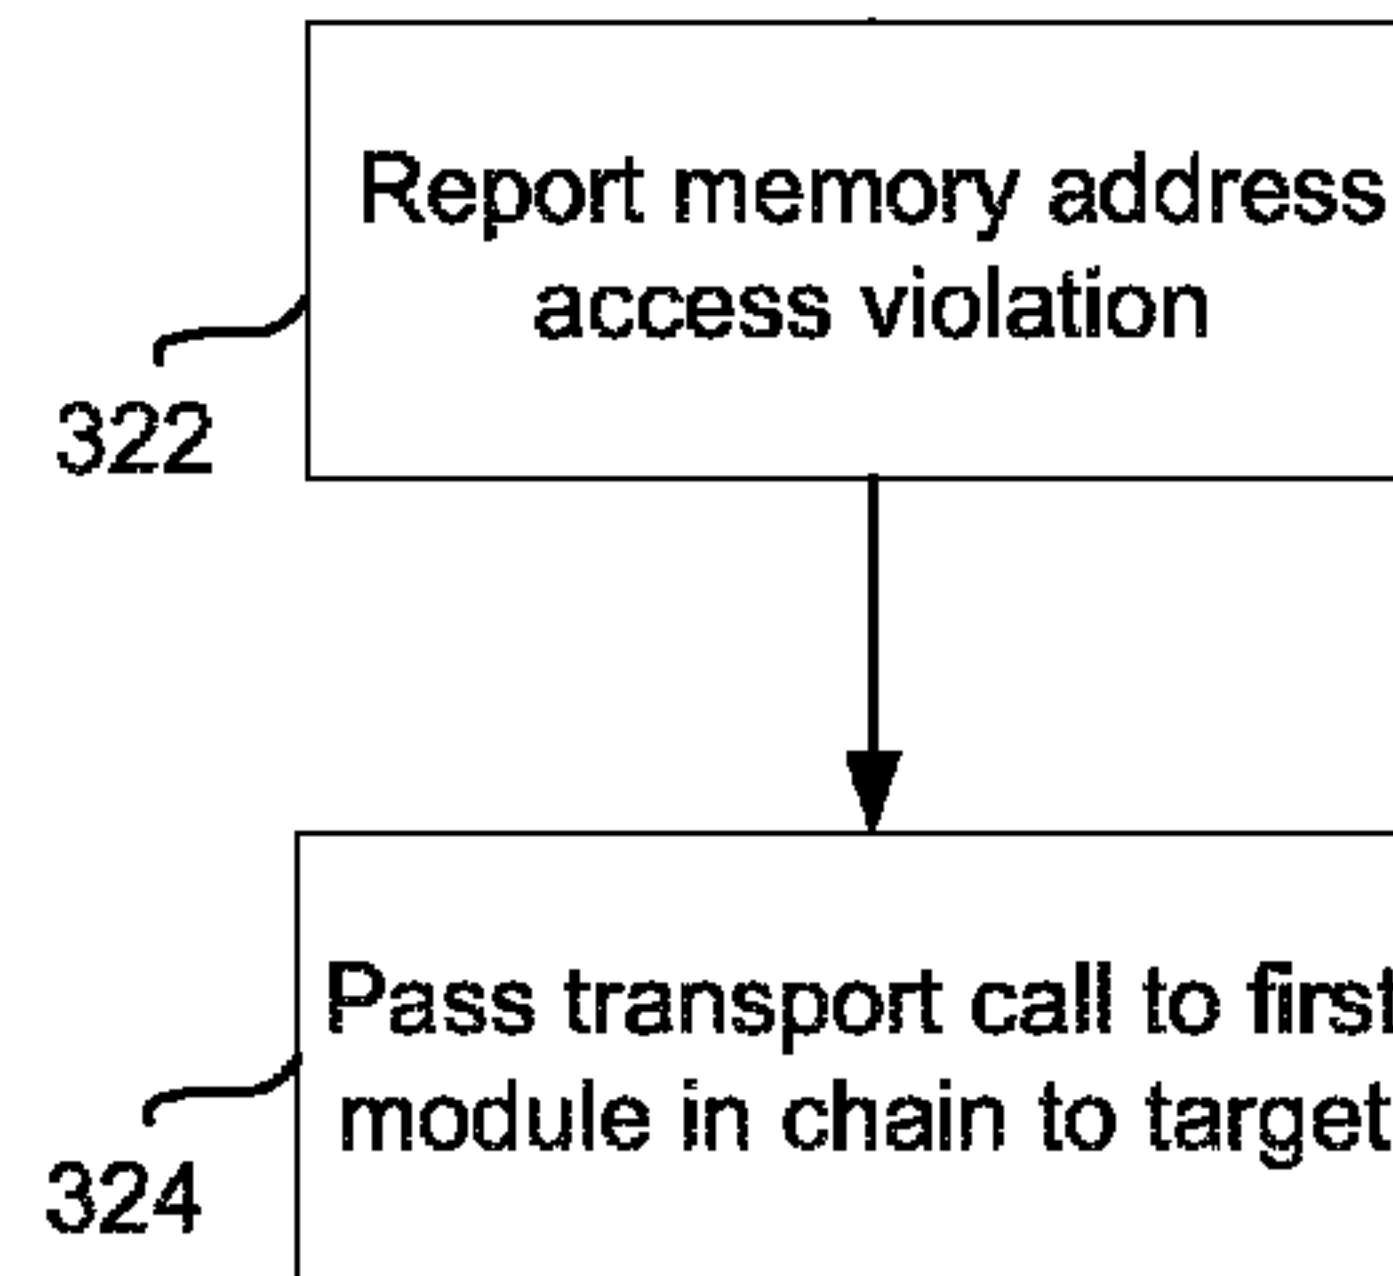 Report memory address
access violation
322
Pass transport call to first
module in chain to target
324